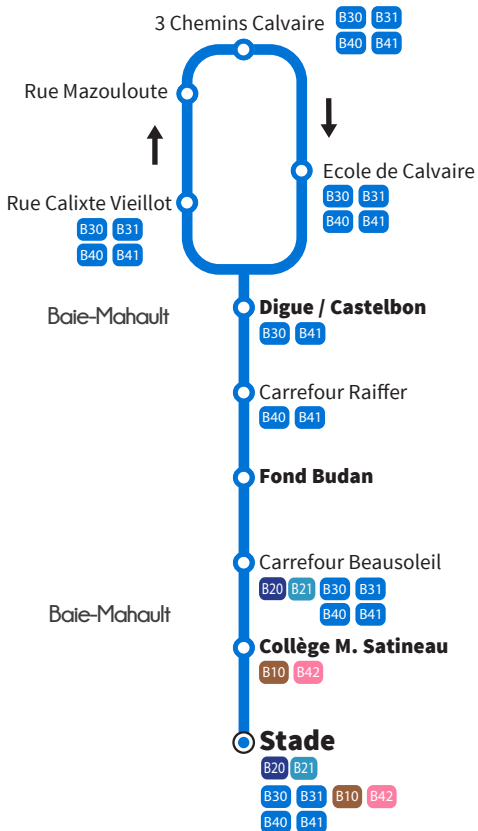 3 Chemins Calvaire B30 B31
B40 B41
Rue Mazouloute
Ecole de Calvaire
B30 B31
B40 B41
Rue Calixte Vieillot
B30 B31
B40 B41
Baie-Mahault
Digue / Castelbon
B30 B41
Carrefour Raiffer
B40 B41
Fond Budan
Carrefour Beausoleil
B20 B21 B30 B31
B40 B41
Baie-Mahault
Collège M. Satineau
B10 B42
Stade
B20 B21
B30 B31 B10 B42
B40 B41